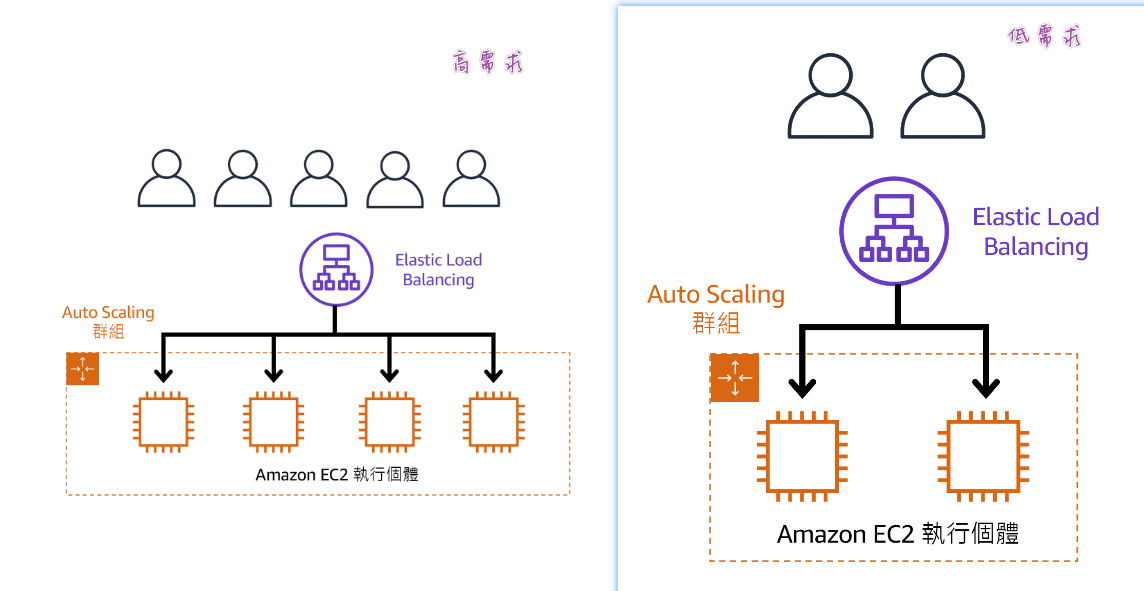 高需求
Elastic Load
Balancing
Auto Scaling
群組
Amazon EC2 執行個體
低需求
Elastic Load
Balancing
Auto Scaling
群組
Amazon EC2 執行個體